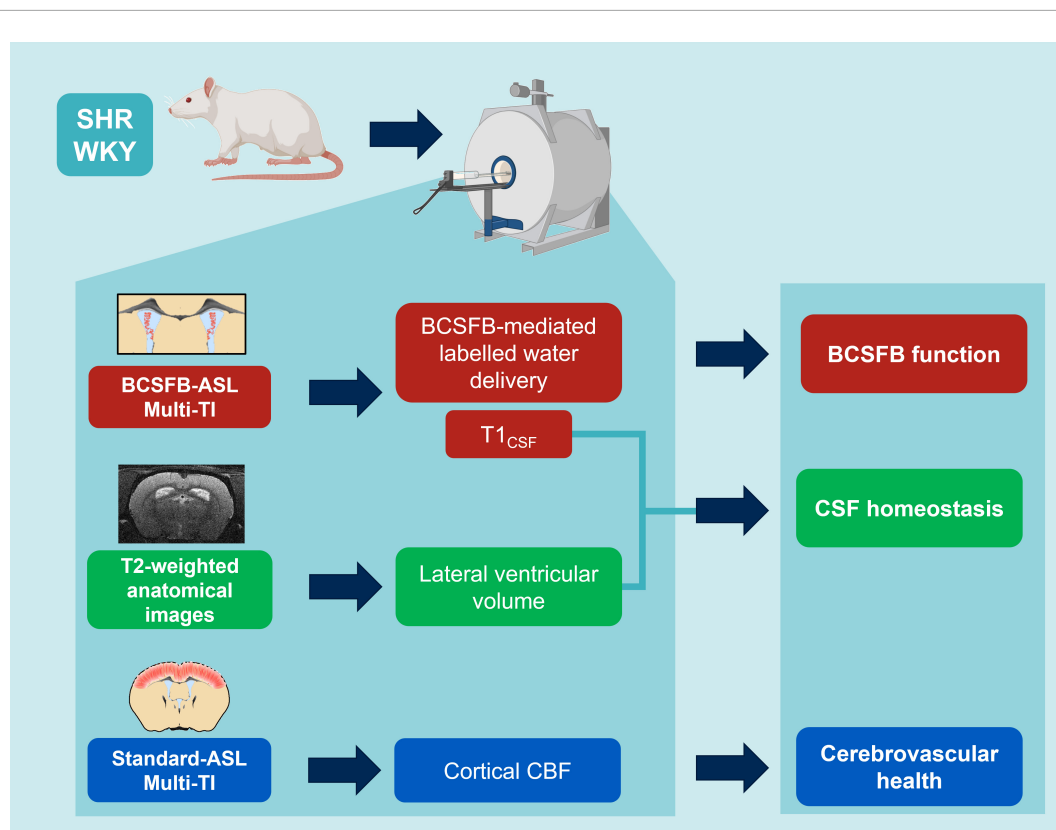 SHR
WKY
BCSFB-ASL
Multi-TI
BCSFB-mediated
labelled water
delivery
T1CSF
BCSFB function
T2-weighted
anatomical
images
Lateral ventricular
volume
CSF homeostasis
Standard-ASL
Multi-TI
Cortical CBF
Cerebrovascular
health